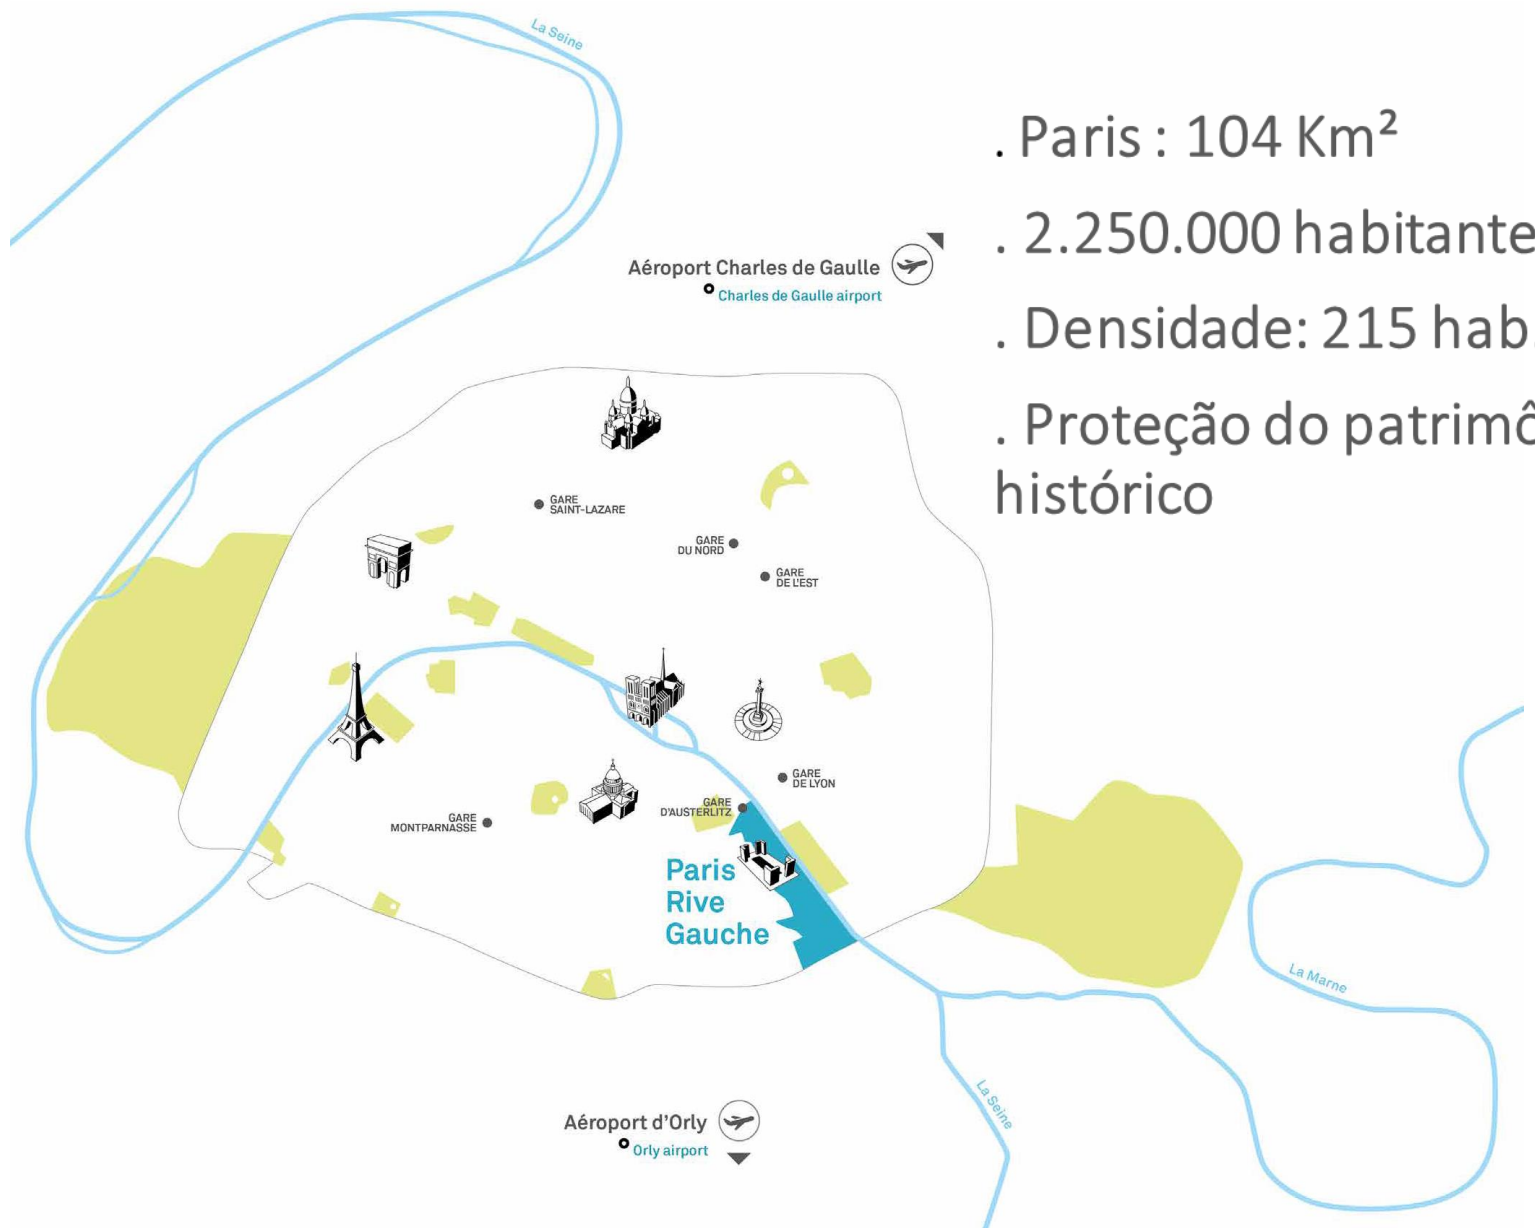 La Seine
. Paris : 104 Km²
. 2.250.000 habitante
Aéroport Charles de Gaulle
Charles de Gaulle airport
. Densidade: 215 hab.
. Proteção do patrimô
histórico
GARE
SAINT-LAZARE
GARE
DU NORD
GARE
DE L'EST
GARE
DE LYON
GARE
D'AUSTERLITZ
GARE
MONTPARNASSE
Paris
Rive
Gauche
La Marne
La Seine
Aéroport d'Orly
Orly airport